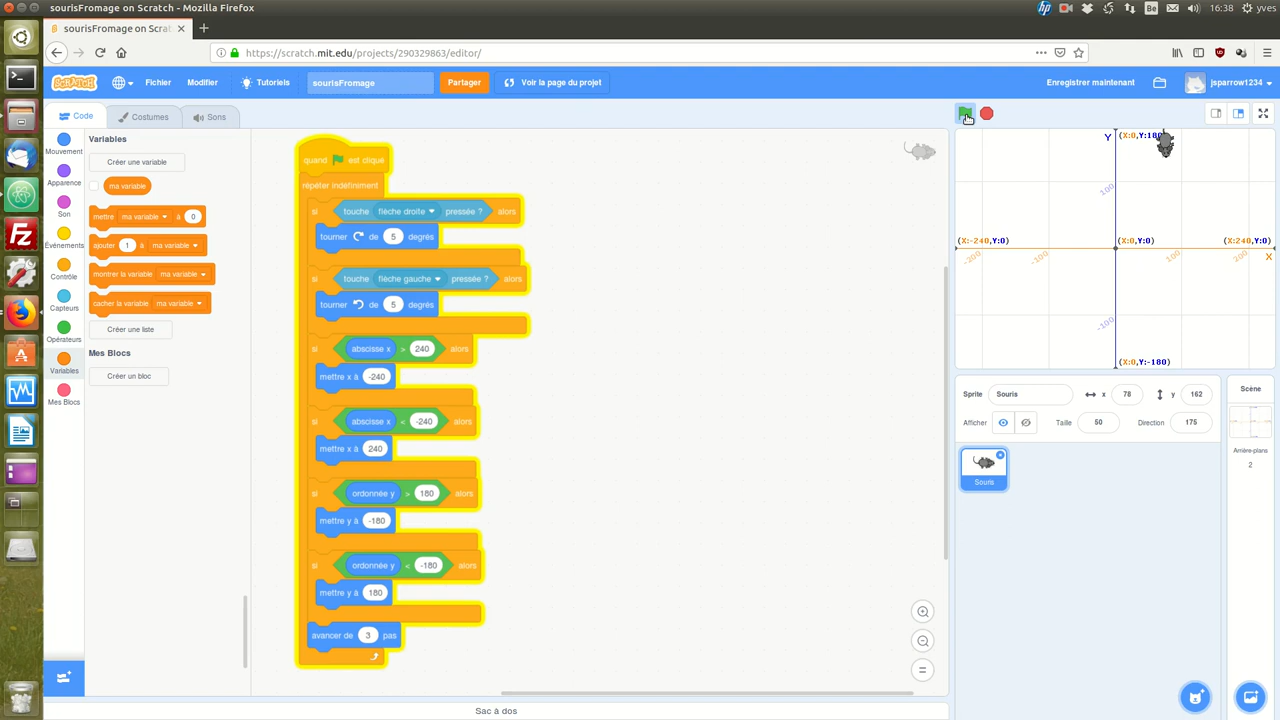 sourisFromage on Scratch - Mozilla Firefox
Be
16:38
yves
sourisFromage on Scratch
https://scratch.mit.edu/projects/290329863/editor/
SCRATCH
Fichier
Modifier
Tutoriels
sourisFromage
Partager
Voir la page du projet
Enregistrer maintenant
jsparrow1234
Code
Costumes
Sons
Mouvement
Apparence
Son
Événements
Contrôle
Capteurs
Opérateurs
Variables
Mes Blocs
Variables
Créer une variable
ma variable
mettre ma variable à 0
ajouter 1 à ma variable
montrer la variable ma variable
cacher la variable ma variable
Créer une liste
Mes Blocs
Créer un bloc
quand est cliqué
répéter indéfiniment
si touche flèche droite pressée ? alors
tourner de 5 degrés
si touche flèche gauche pressée ? alors
tourner de 5 degrés
si abscisse x > 240 alors
mettre x à -240
si abscisse x < -240 alors
mettre x à 240
si ordonnée y > 180 alors
mettre y à -180
si ordonnée y < -180 alors
mettre y à 180
avancer de 3 pas
Y
(X:0,Y:180
100
(X:-240,Y:0)
(X:0,Y:0)
(X:240,Y:0)
-200
-100
100
200
X
-100
(X:0,Y:-180)
Sprite
Souris
x
78
y
162
Afficher
Taille
50
Direction
175
Souris
Scène
Arrière-plans
2
Sac à dos